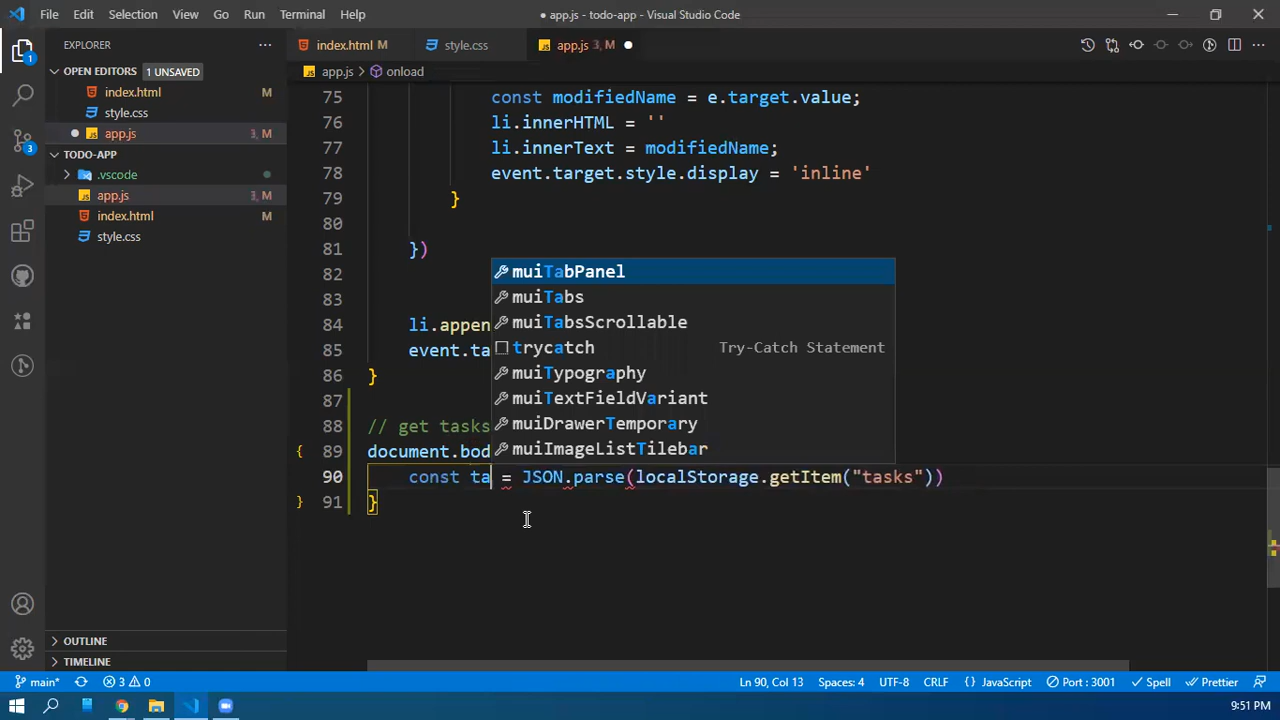 File Edit Selection View Go Run Terminal Help
● app.js - todo-app - Visual Studio Code
EXPLORER
index.html M
style.css
app.js 3, M ●
OPEN EDITORS 1 UNSAVED
app.js > onload
index.html M
style.css
● app.js 3, M
TODO-APP
.vscode
app.js 3, M
index.html M
style.css
1
3
75 const modifiedName = e.target.value;
76 li.innerHTML = ''
77 li.innerText = modifiedName;
78 event.target.style.display = 'inline'
79 }
80
81 })
82
83
84 li.appen
85 event.ta
86 }
87
88 // get tasks
{ 89 document.bod
90 const ta = JSON.parse(localStorage.getItem("tasks"))
} 91 }
muiTabPanel
muiTabs
muiTabsScrollable
trycatch Try-Catch Statement
muiTypography
muiTextFieldVariant
muiDrawerTemporary
muiImageListTilebar
OUTLINE
TIMELINE
main* 3 0 Ln 90, Col 13 Spaces: 4 UTF-8 CRLF {} JavaScript Port : 3001 Spell Prettier
9:51 PM